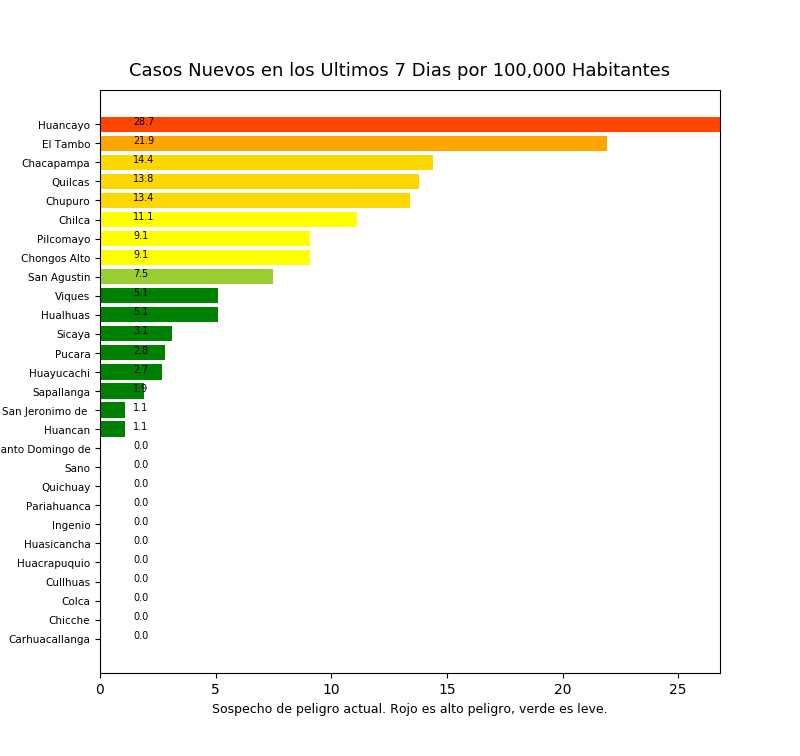 Casos Nuevos en los Ultimos 7 Dias por 100,000 Habitantes
Huancayo 28.7
El Tambo 21.9
Chacapampa 14.4
Quilcas 13.8
Chupuro 13.4
Chilca 11.1
Pilcomayo 9.1
Chongos Alto 9.1
San Agustin 7.5
Viques 5.1
Hualhuas 5.1
Sicaya 3.1
Pucara 2.8
Huayucachi 2.7
Sapallanga 1.9
San Jeronimo de 1.1
Huancan 1.1
anto Domingo de 0.0
Sano 0.0
Quichuay 0.0
Pariahuanca 0.0
Ingenio 0.0
Huasicancha 0.0
Huacrapuquio 0.0
Cullhuas 0.0
Colca 0.0
Chicche 0.0
Carhuacallanga 0.0
0 5 10 15 20 25
Sospecho de peligro actual. Rojo es alto peligro, verde es leve.